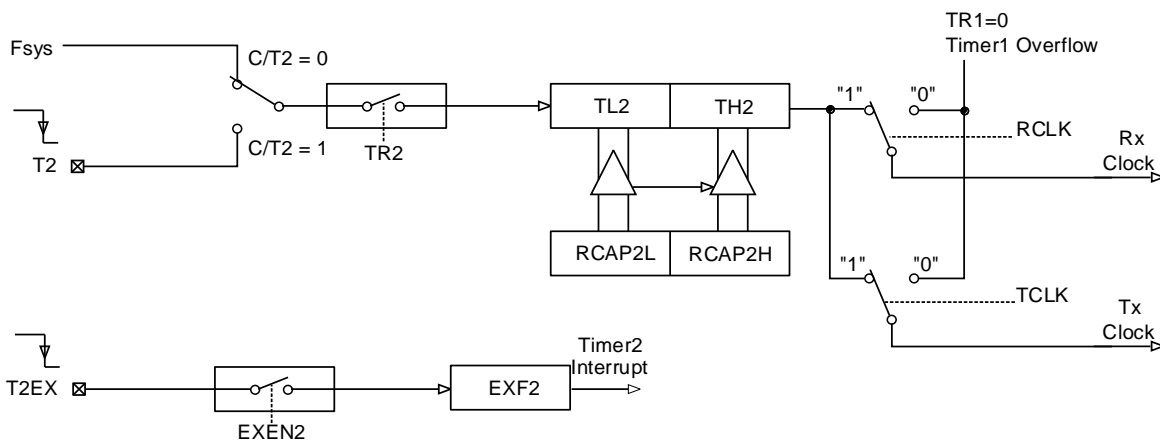 TR1=0
Timer1 Overflow
Fsys
C/T2 = 0
TL2
TH2
"1"
"0"
RCLK
Rx
Clock
T2
C/T2 = 1
TR2
RCAP2L
RCAP2H
"1"
"0"
TCLK
Tx
Clock
Timer2
Interrupt
T2EX
EXF2
EXEN2